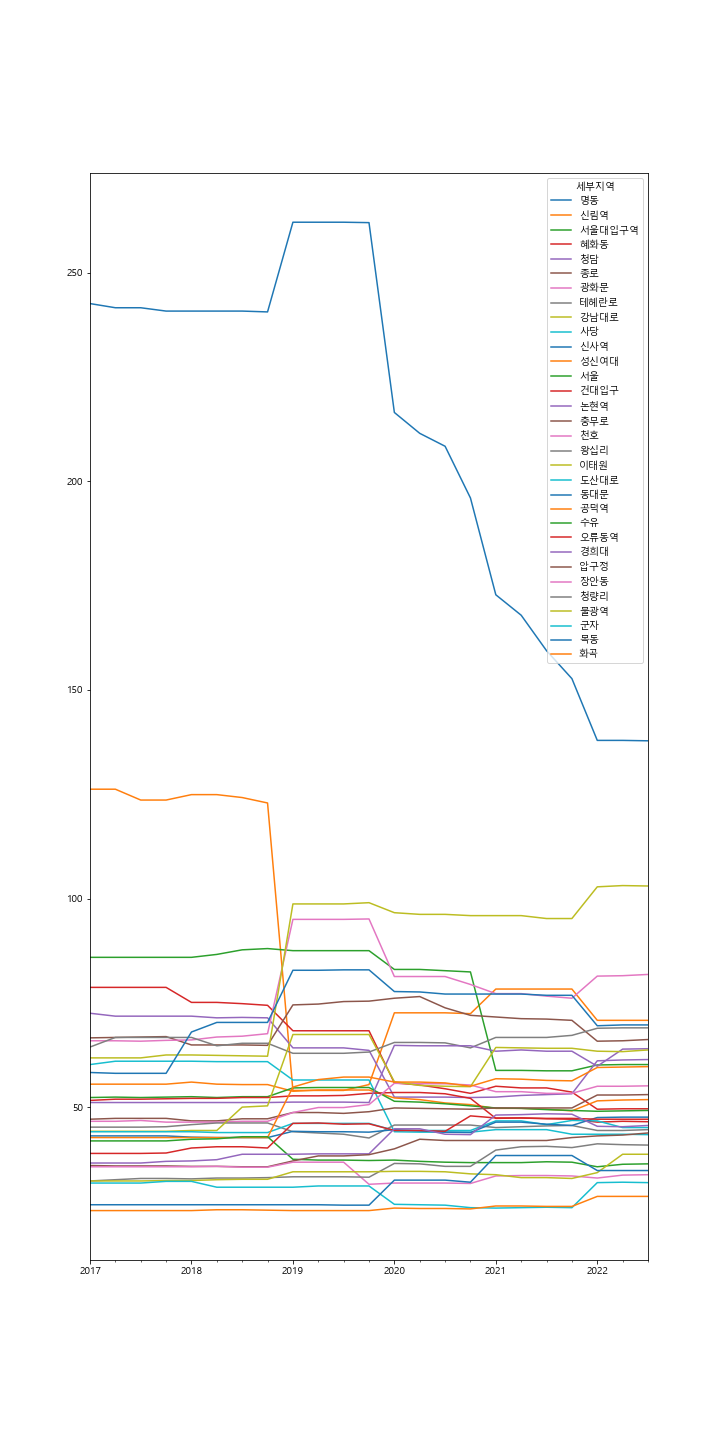 세부지역
명동
신림역
서울대입구역
혜화동
청담
종로
광화문
테헤란로
강남대로
사당
신사역
성신여대
서울
건대입구
논현역
충무로
천호
왕십리
이태원
도산대로
동대문
공덕역
수유
오류동역
경희대
압구정
장안동
청량리
불광역
군자
목동
화곡
250
200
150
100
50
2017 2018 2019 2020 2021 2022